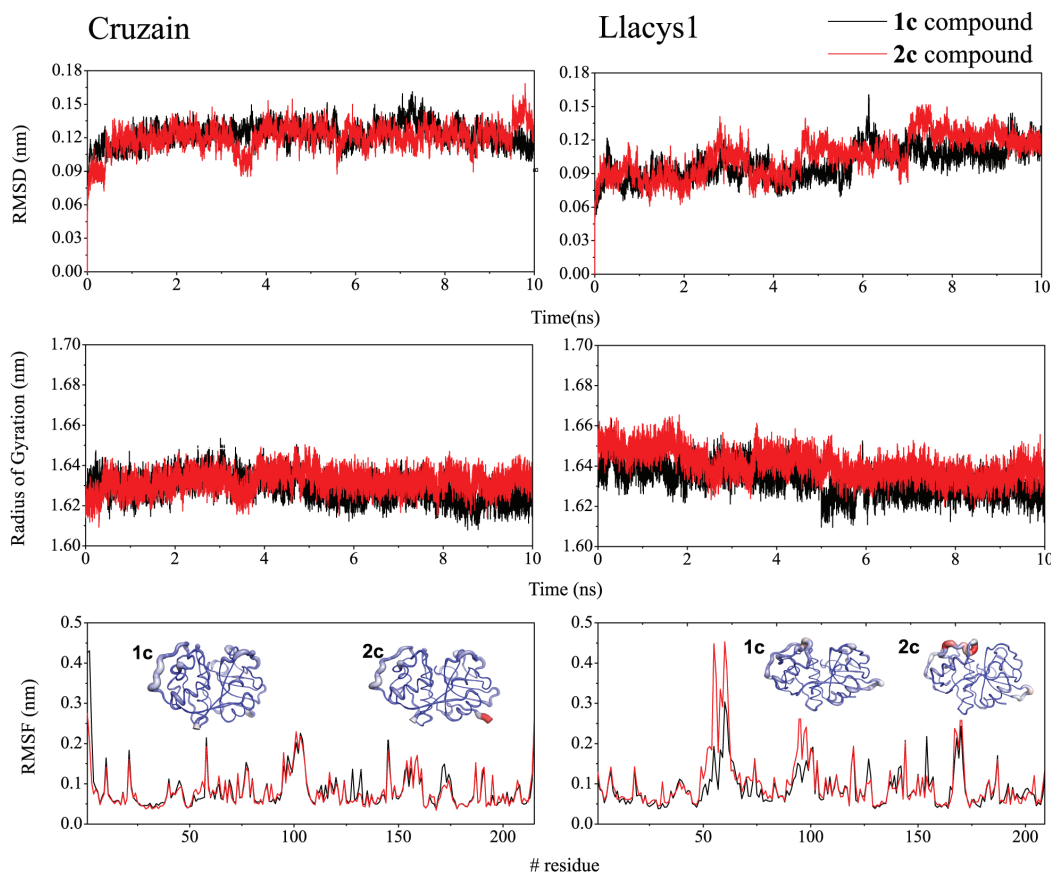 Cruzain
Llacys1
1c compound
2c compound
RMSD (nm)
0.18
0.15
0.12
0.09
0.06
0.03
0.00
0 2 4 6 8 10
0.18
0.15
0.12
0.09
0.06
0.03
0.00
0 2 4 6 8 10
Time(ns)
Radius of Gyration (nm)
1.70
1.68
1.66
1.64
1.62
1.60
0 2 4 6 8 10
1.70
1.68
1.66
1.64
1.62
1.60
0 2 4 6 8 10
Time (ns)
RMSF (nm)
0.5
0.4
0.3
0.2
0.1
0.0
1c
2c
50 100 150 200
0.5
0.4
0.3
0.2
0.1
0.0
1c
2c
50 100 150 200
# residue